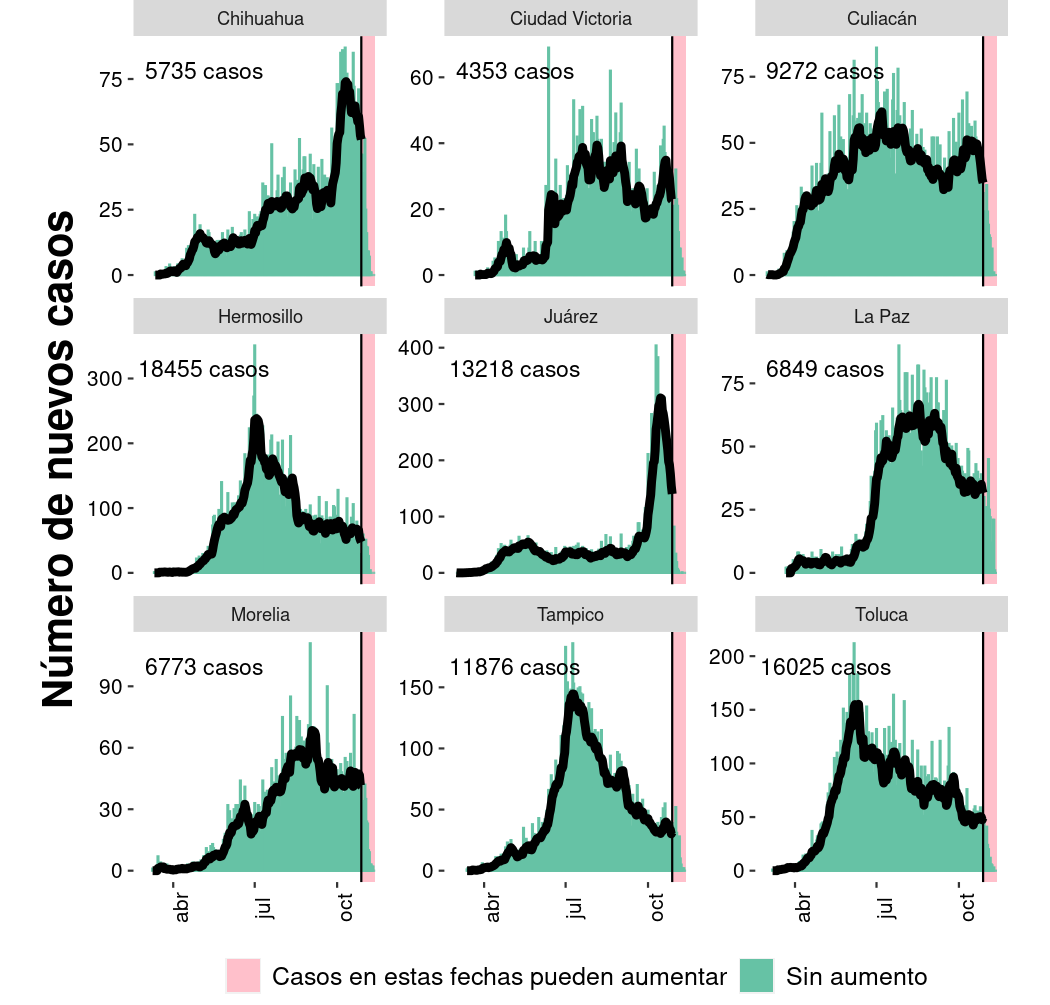 Chihuahua
Ciudad Victoria
Culiacán
5735 casos
4353 casos
9272 casos
75
50
25
0
60
40
20
0
75
50
25
0
Hermosillo
Juárez
La Paz
18455 casos
13218 casos
6849 casos
300
200
100
0
400
300
200
100
0
75
50
25
0
Morelia
Tampico
Toluca
6773 casos
11876 casos
16025 casos
90
60
30
0
150
100
50
0
200
150
100
50
0
abr
jul
oct
abr
jul
oct
abr
jul
oct
Número de nuevos casos
Casos en estas fechas pueden aumentar
Sin aumento